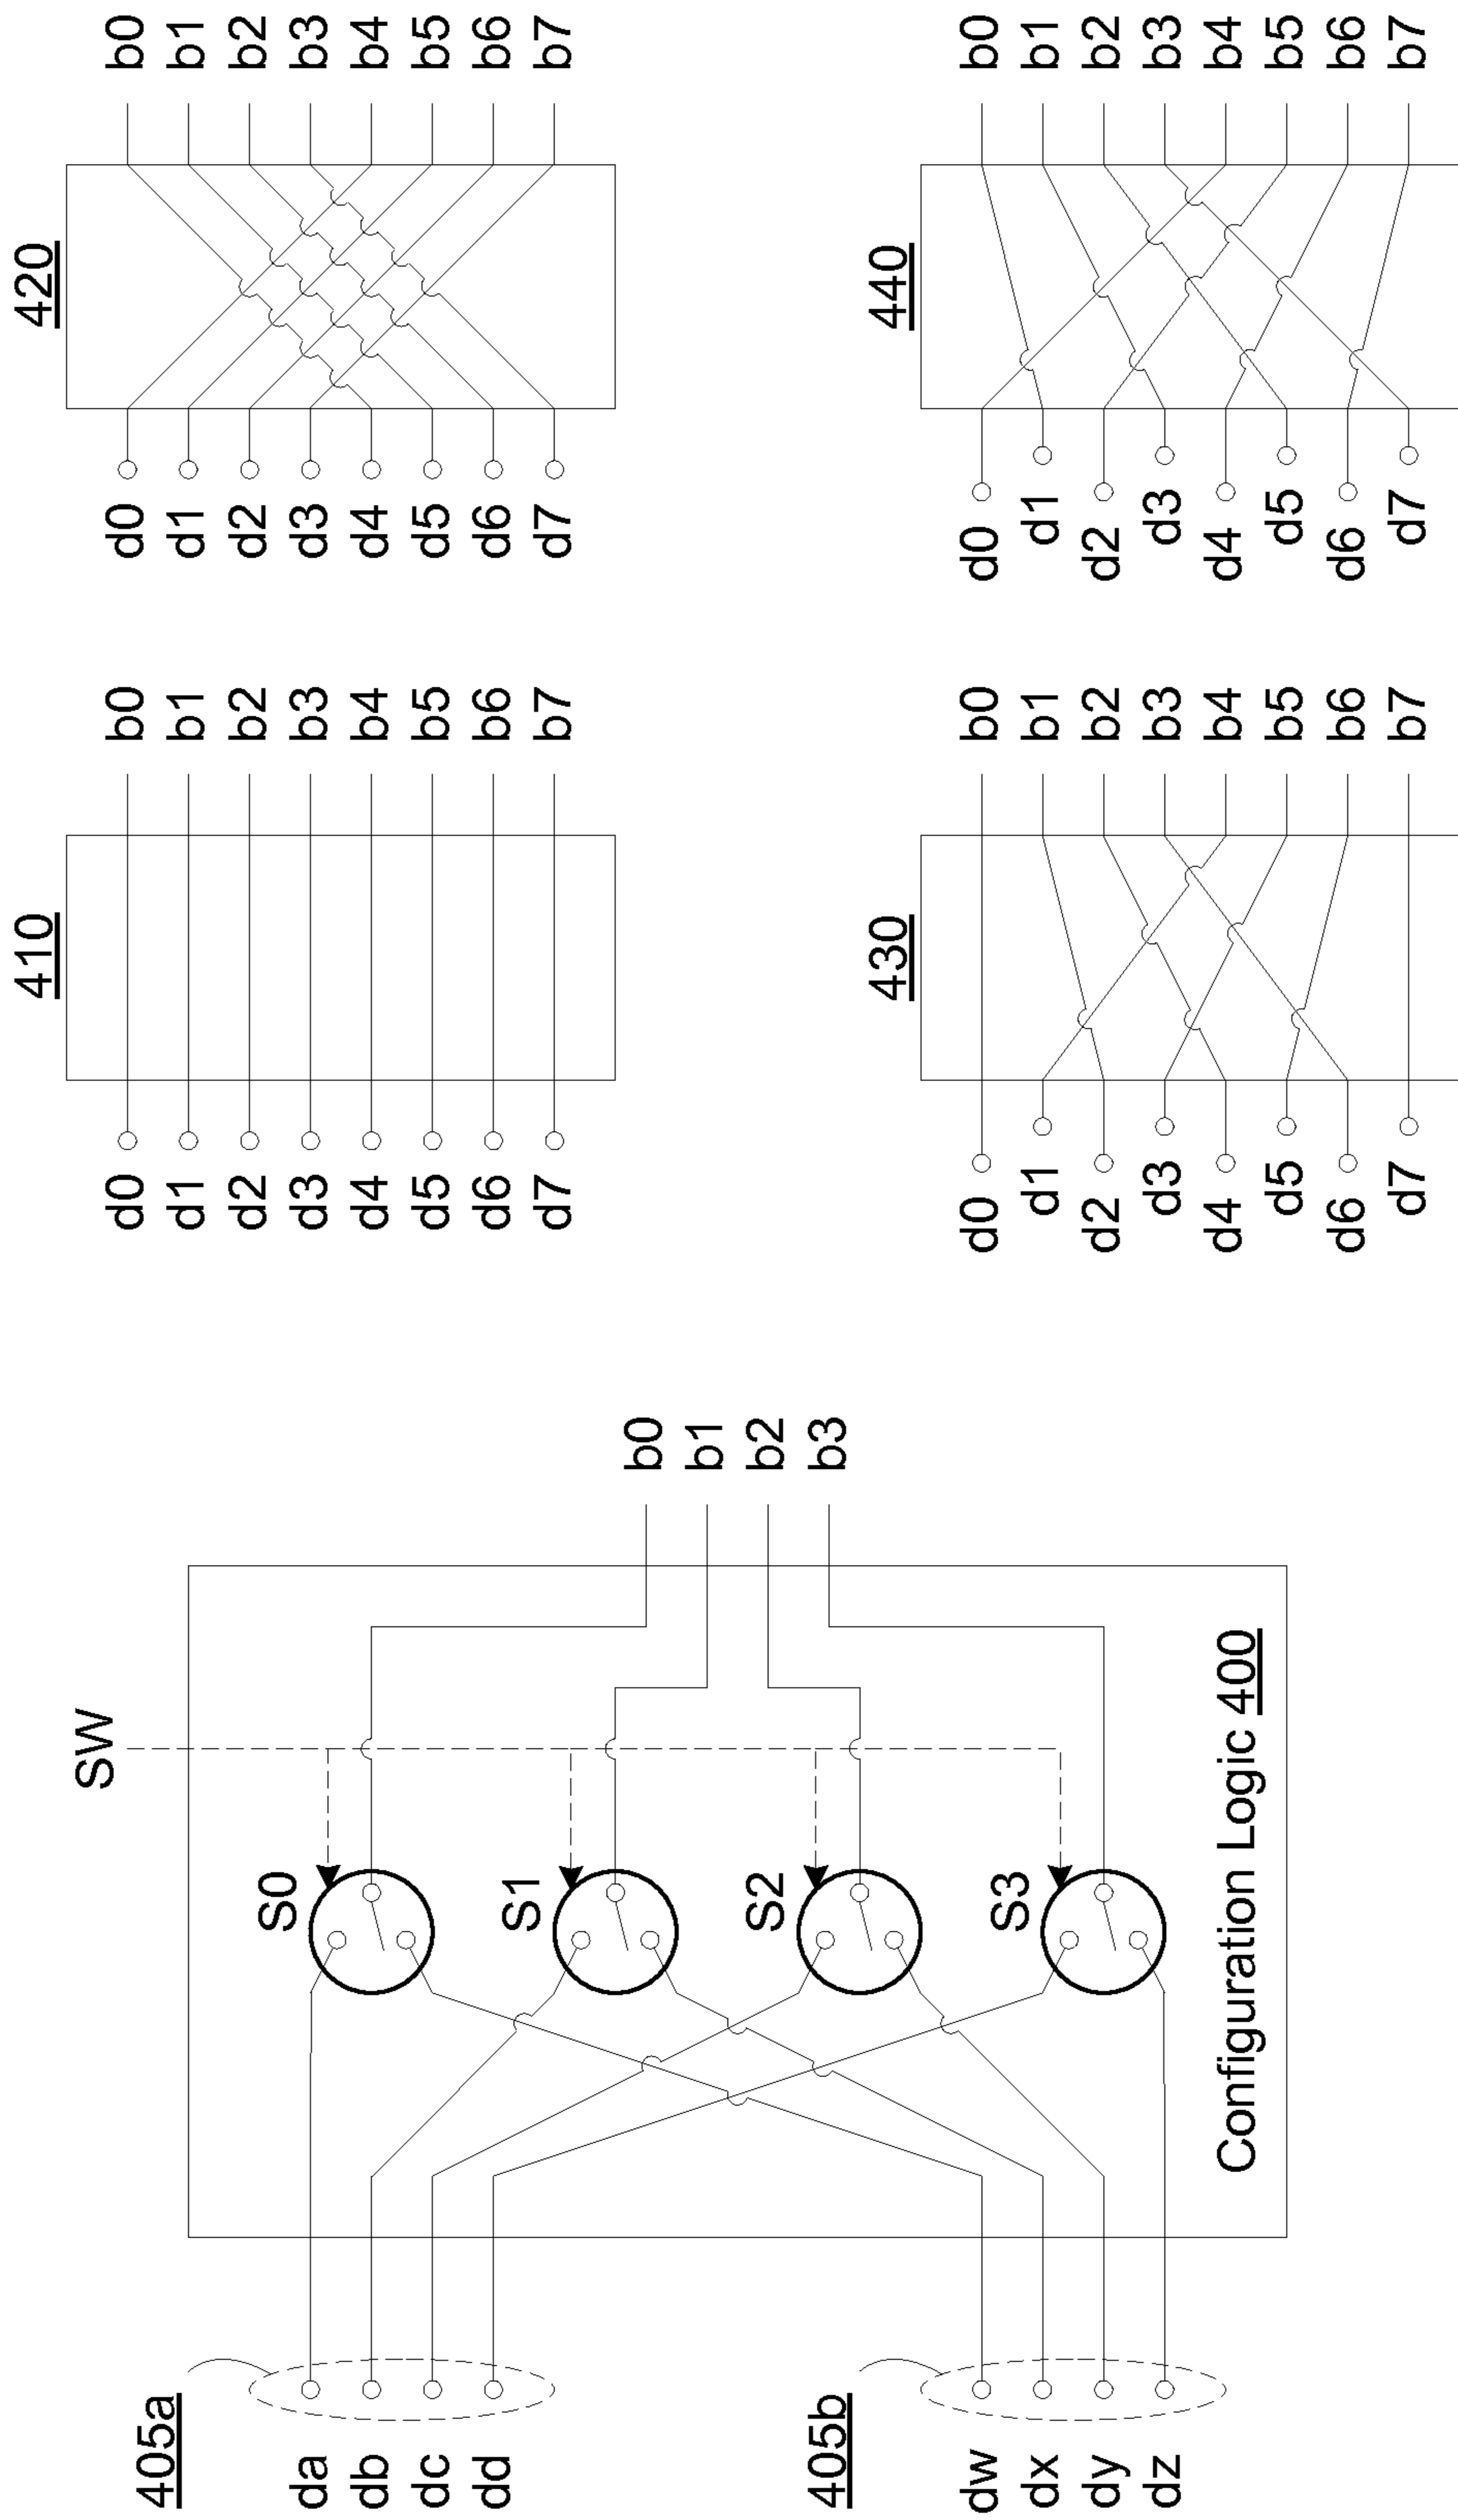 SW
405a
da
db
dc
dd
405b
dw
dx
dy
dz
S0
S1
S2
S3
b0
b1
b2
b3
Configuration Logic 400
410
d0
d1
d2
d3
d4
d5
d6
d7
b0
b1
b2
b3
b4
b5
b6
b7
420
d0
d1
d2
d3
d4
d5
d6
d7
b0
b1
b2
b3
b4
b5
b6
b7
430
d0
d1
d2
d3
d4
d5
d6
d7
b0
b1
b2
b3
b4
b5
b6
b7
440
d0
d1
d2
d3
d4
d5
d6
d7
b0
b1
b2
b3
b4
b5
b6
b7